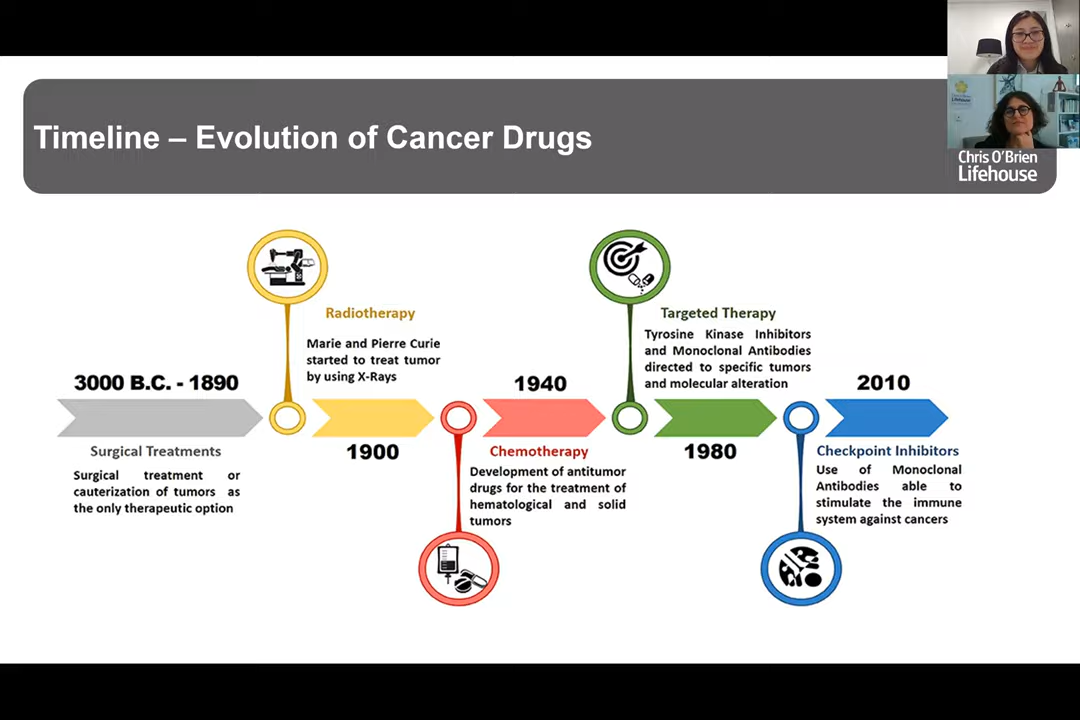 Timeline – Evolution of Cancer Drugs
Chris O'Brien
Lifehouse
3000 B.C. - 1890
Surgical Treatments
Surgical treatment or
cauterization of tumors as
the only therapeutic option
Radiotherapy
Marie and Pierre Curie
started to treat tumor
by using X-Rays
1900
1940
Chemotherapy
Development of antitumor
drugs for the treatment of
hematological and solid
tumors
Targeted Therapy
Tyrosine Kinase Inhibitors
and Monoclonal Antibodies
directed to specific tumors
and molecular alteration
1980
2010
Checkpoint Inhibitors
Use of Monoclonal
Antibodies able to
stimulate the immune
system against cancers